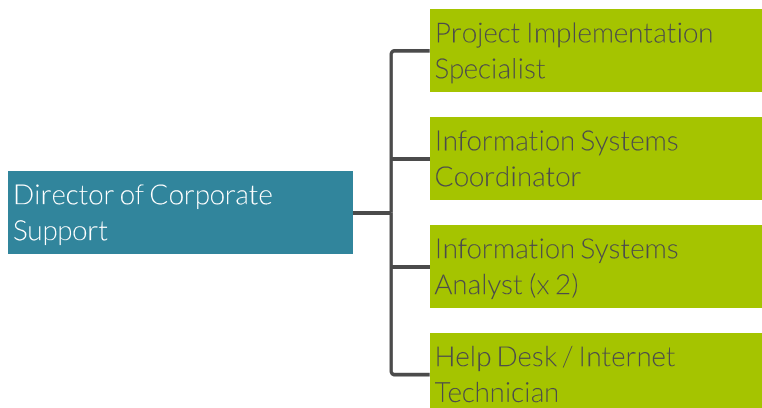 Project Implementation
Specialist
Information Systems
Coordinator
Director of Corporate
Support
Information Systems
Analyst (x 2)
Help Desk / Internet
Technician